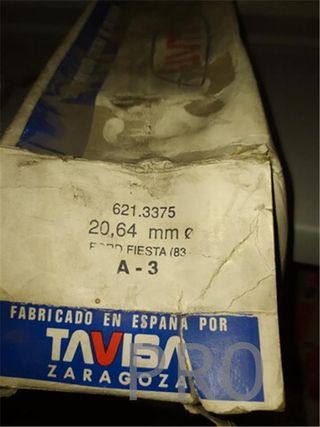 621.3375
20,64 mm ø
FORD FIESTA (83
A - 3
FABRICADO EN ESPAÑA POR
TAVISA
ZARAGOZA
PRO